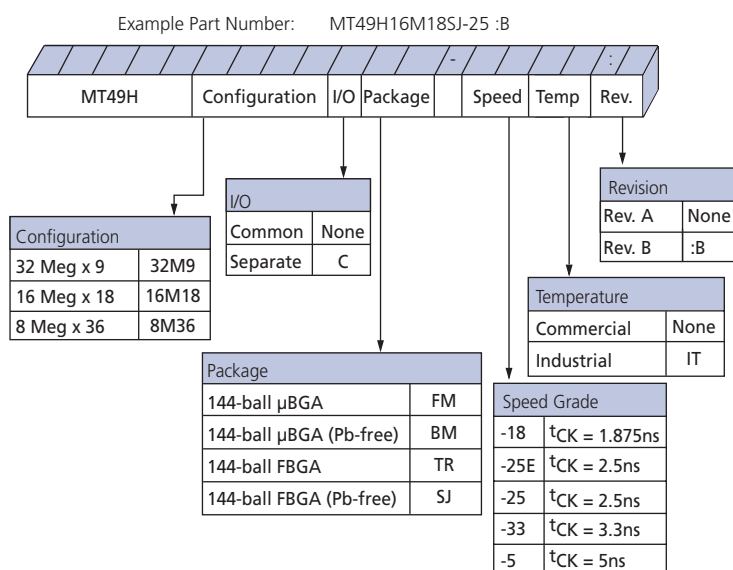 Example Part Number: MT49H16M18SJ-25 :B
- :
MT49H Configuration I/O Package Speed Temp Rev.
Revision
Rev. A None
Rev. B :B
I/O
Common None
Separate C
Configuration
32 Meg x 9 32M9
16 Meg x 18 16M18
8 Meg x 36 8M36
Temperature
Commercial None
Industrial IT
Package
144-ball µBGA FM
144-ball µBGA (Pb-free) BM
144-ball FBGA TR
144-ball FBGA (Pb-free) SJ
Speed Grade
-18 tCK = 1.875ns
-25E tCK = 2.5ns
-25 tCK = 2.5ns
-33 tCK = 3.3ns
-5 tCK = 5ns